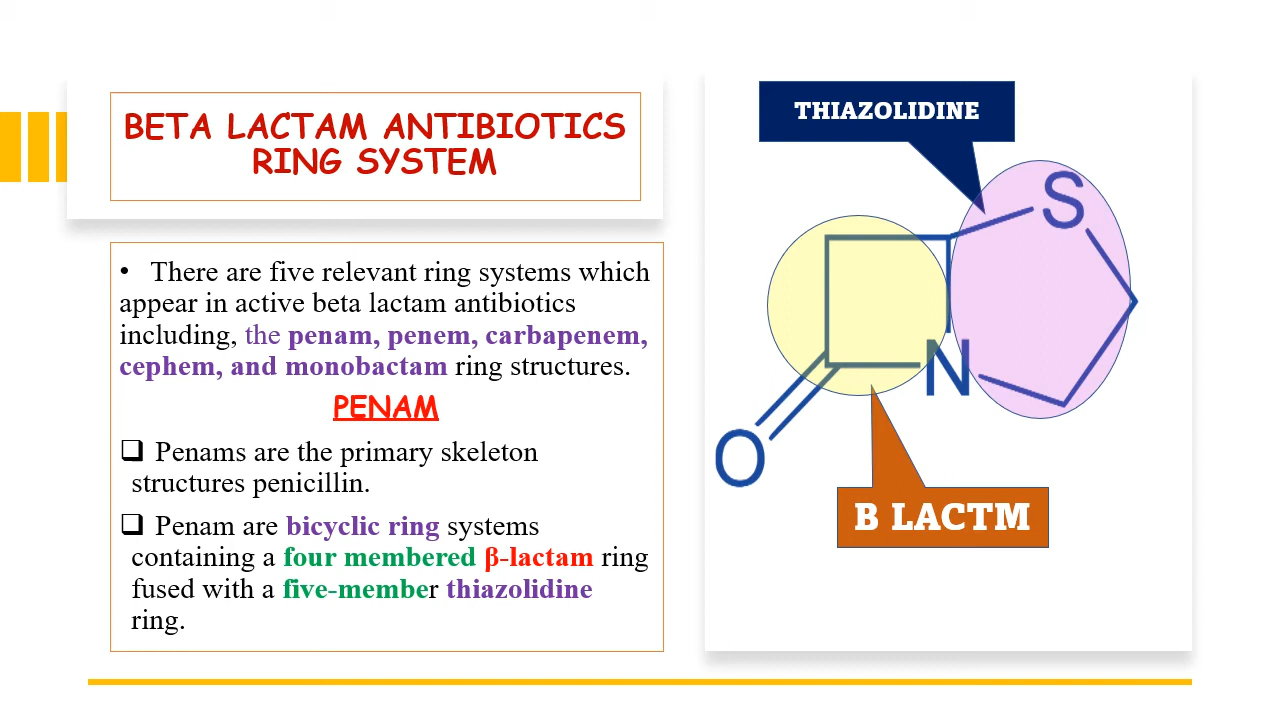 BETA LACTAM ANTIBIOTICS
RING SYSTEM
• There are five relevant ring systems which
appear in active beta lactam antibiotics
including, the penam, penem, carbapenem,
cephem, and monobactam ring structures.
PENAM
❑ Penams are the primary skeleton
structures penicillin.
❑ Penam are bicyclic ring systems
containing a four membered β-lactam ring
fused with a five-member thiazolidine
ring.
THIAZOLIDINE
S
N
O
B LACTM